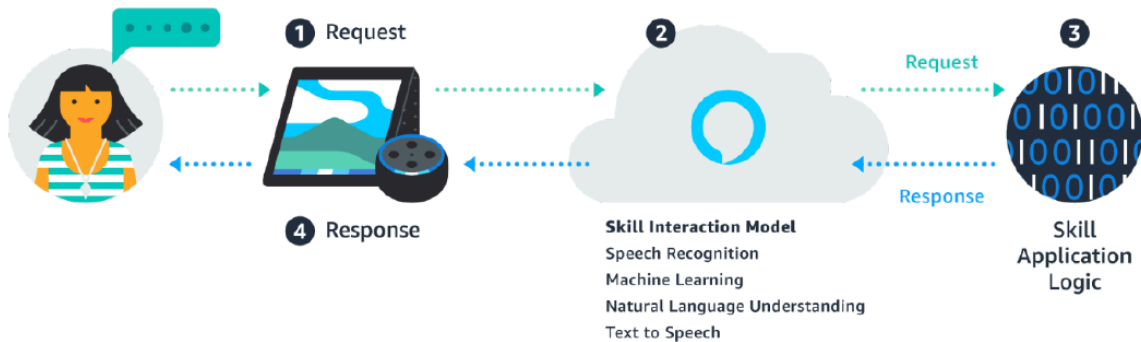 1 Request
2
3
Request
Response
4 Response
Skill Interaction Model
Speech Recognition
Machine Learning
Natural Language Understanding
Text to Speech
Skill
Application
Logic